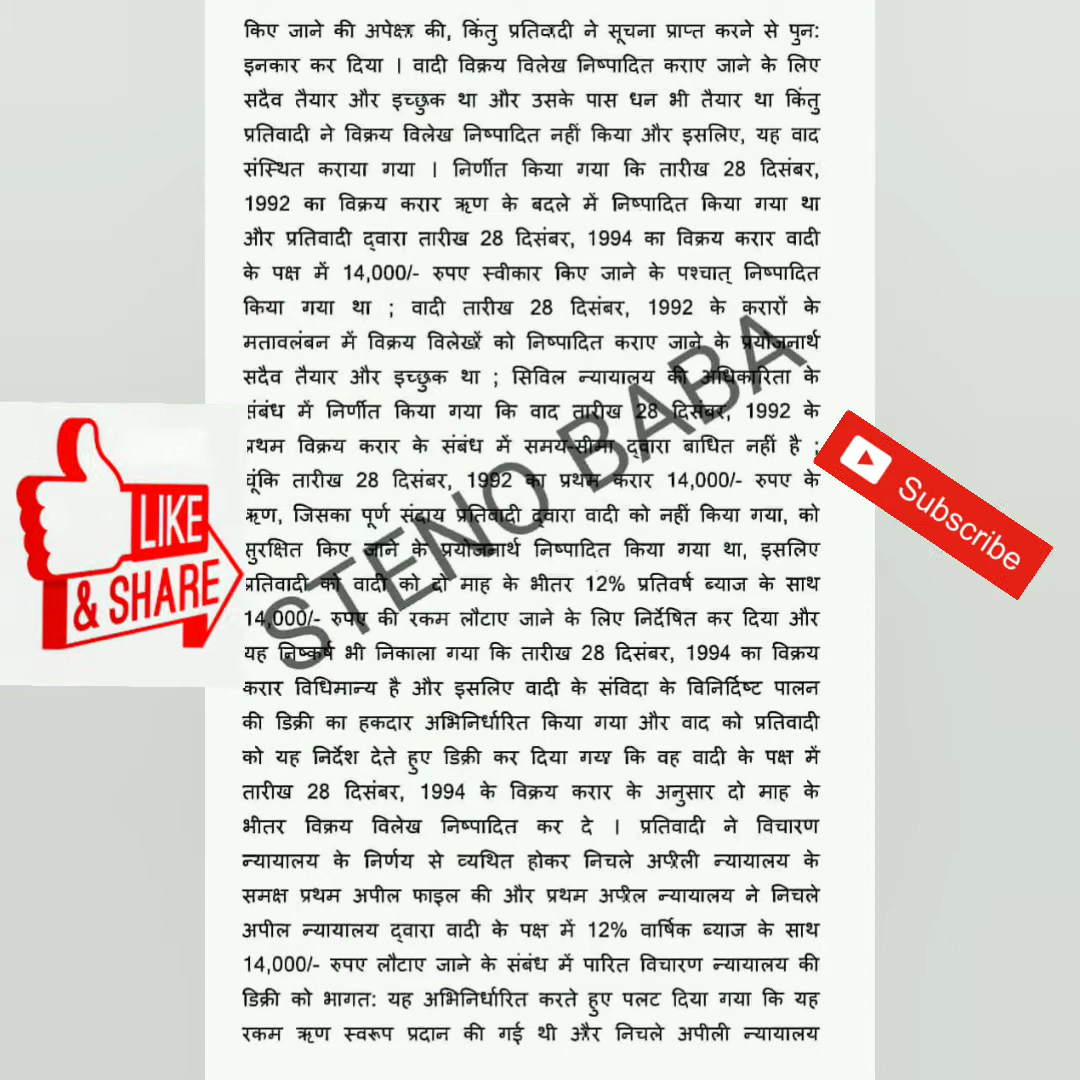 किए जाने की अपेक्षा की, किंतु प्रतिवादी ने सूचना प्राप्त करने से पुन:
इनकार कर दिया । वादी विक्रय विलेख निष्पादित कराए जाने के लिए
सदैव तैयार और इच्छुक था और उसके पास धन भी तैयार था किंतु
प्रतिवादी ने विक्रय विलेख निष्पादित नहीं किया और इसलिए, यह वाद
संस्थित कराया गया । निर्णीत किया गया कि तारीख 28 दिसंबर,
1992 का विक्रय करार ऋण के बदले में निष्पादित किया गया था
और प्रतिवादी द्वारा तारीख 28 दिसंबर, 1994 का विक्रय करार वादी
के पक्ष में 14,000/- रुपए स्वीकार किए जाने के पश्चात् निष्पादित
किया गया था ; वादी तारीख 28 दिसंबर, 1992 के करारों के
मतावलंबन में विक्रय विलेखों को निष्पादित कराए जाने के प्रयोजनार्थ
सदैव तैयार और इच्छुक था ; सिविल न्यायालय की अधिकारिता के
संबंध में निर्णीत किया गया कि वाद तारीख 28 दिसंबर, 1992 के
प्रथम विक्रय करार के संबंध में समय-सीमा द्वारा बाधित नहीं है ;
चूंकि तारीख 28 दिसंबर, 1992 का प्रथम करार 14,000/- रुपए के
ऋण, जिसका पूर्ण संदाय प्रतिवादी द्वारा वादी को नहीं किया गया, को
सुरक्षित किए जाने के प्रयोजनार्थ निष्पादित किया गया था, इसलिए
प्रतिवादी को वादी को दो माह के भीतर 12% प्रतिवर्ष ब्याज के साथ
14,000/- रुपए की रकम लौटाए जाने के लिए निर्देषित कर दिया और
यह निष्कर्ष भी निकाला गया कि तारीख 28 दिसंबर, 1994 का विक्रय
करार विधिमान्य है और इसलिए वादी के संविदा के विनिर्दिष्ट पालन
की डिक्री का हकदार अभिनिर्धारित किया गया और वाद को प्रतिवादी
को यह निर्देश देते हुए डिक्री कर दिया गया कि वह वादी के पक्ष में
तारीख 28 दिसंबर, 1994 के विक्रय करार के अनुसार दो माह के
भीतर विक्रय विलेख निष्पादित कर दे । प्रतिवादी ने विचारण
न्यायालय के निर्णय से व्यथित होकर निचले अपीली न्यायालय के
समक्ष प्रथम अपील फाइल की और प्रथम अपील न्यायालय ने निचले
अपील न्यायालय द्वारा वादी के पक्ष में 12% वार्षिक ब्याज के साथ
14,000/- रुपए लौटाए जाने के संबंध में पारित विचारण न्यायालय की
डिक्री को भागत: यह अभिनिर्धारित करते हुए पलट दिया गया कि यह
रकम ऋण स्वरूप प्रदान की गई थी और निचले अपीली न्यायालय
STENO BABA
LIKE
& SHARE
Subscribe